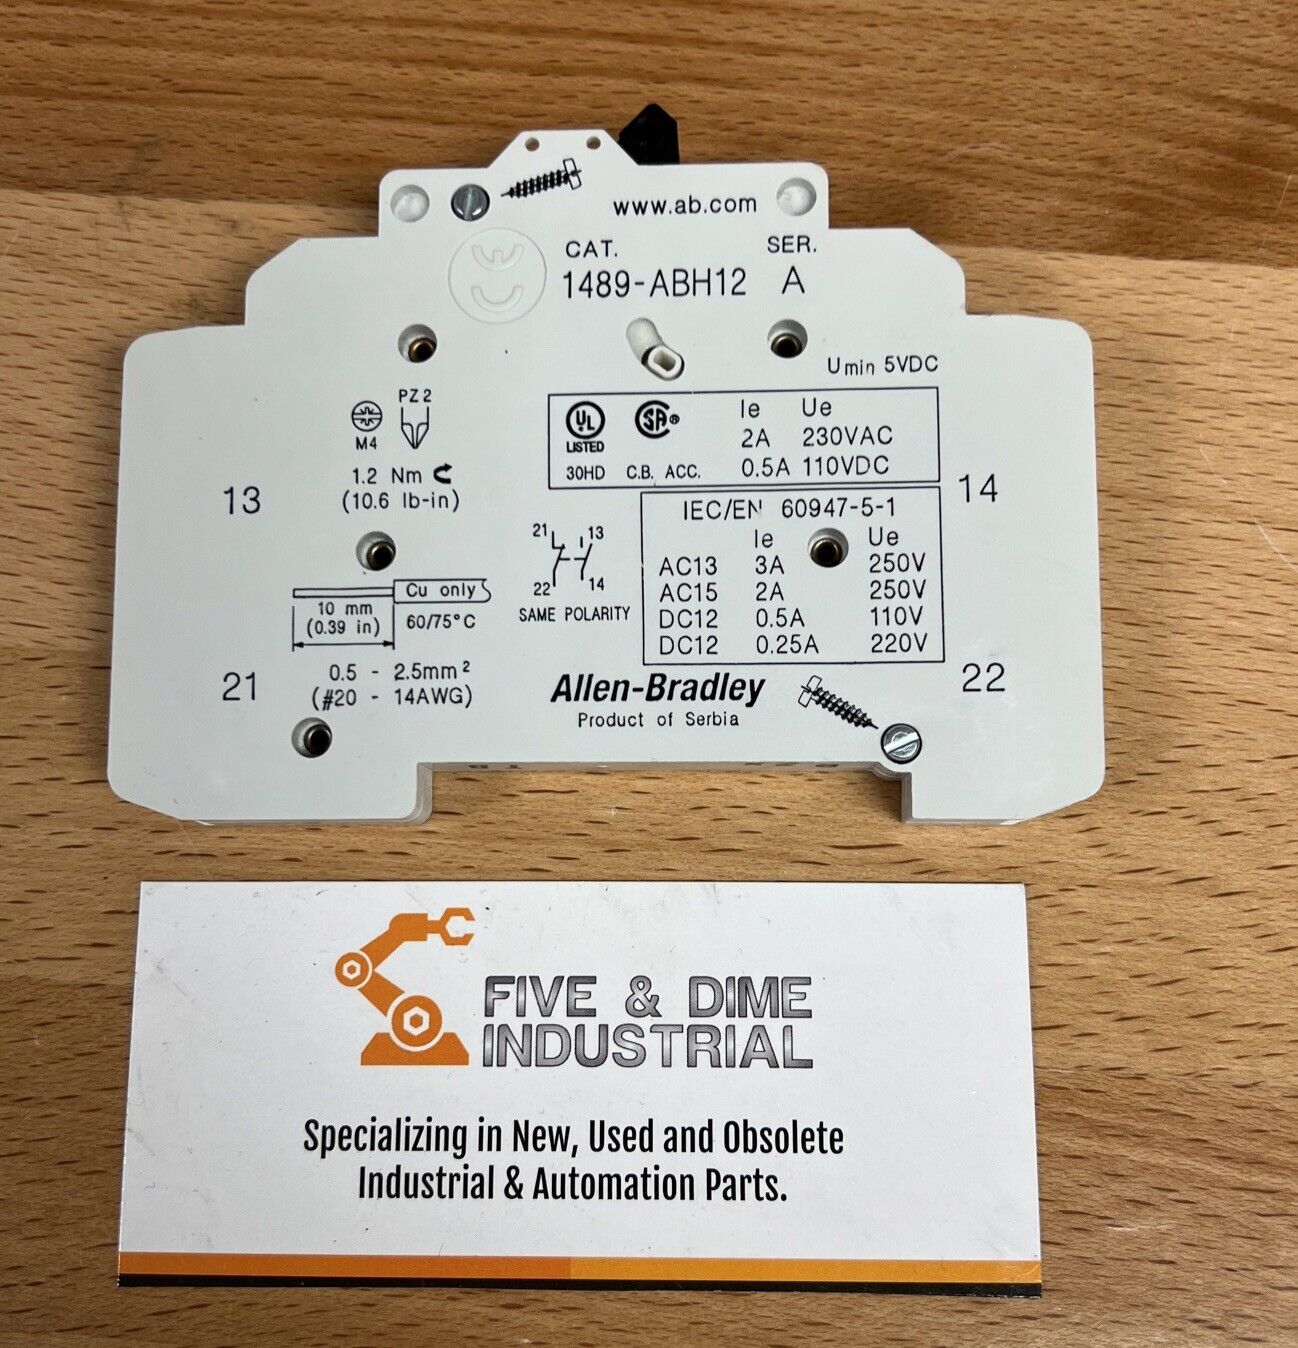 www.ab.com
CAT. SER.
1489-ABH12 A
Umin 5VDC
PZ 2
M4
1.2 Nm
(10.6 lb-in)
13
14
UL
LISTED
30HD
SA ®
C.B. ACC.
Ie Ue
2A 230VAC
0.5A 110VDC
IEC/EN 60947-5-1
Ie Ue
AC13 3A 250V
AC15 2A 250V
DC12 0.5A 110V
DC12 0.25A 220V
21 13
22 14
SAME POLARITY
Cu only
10 mm
(0.39 in)
60/75°C
0.5 - 2.5mm²
(#20 - 14AWG)
21
22
Allen-Bradley
Product of Serbia
FIVE & DIME
INDUSTRIAL
Specializing in New, Used and Obsolete
Industrial & Automation Parts.